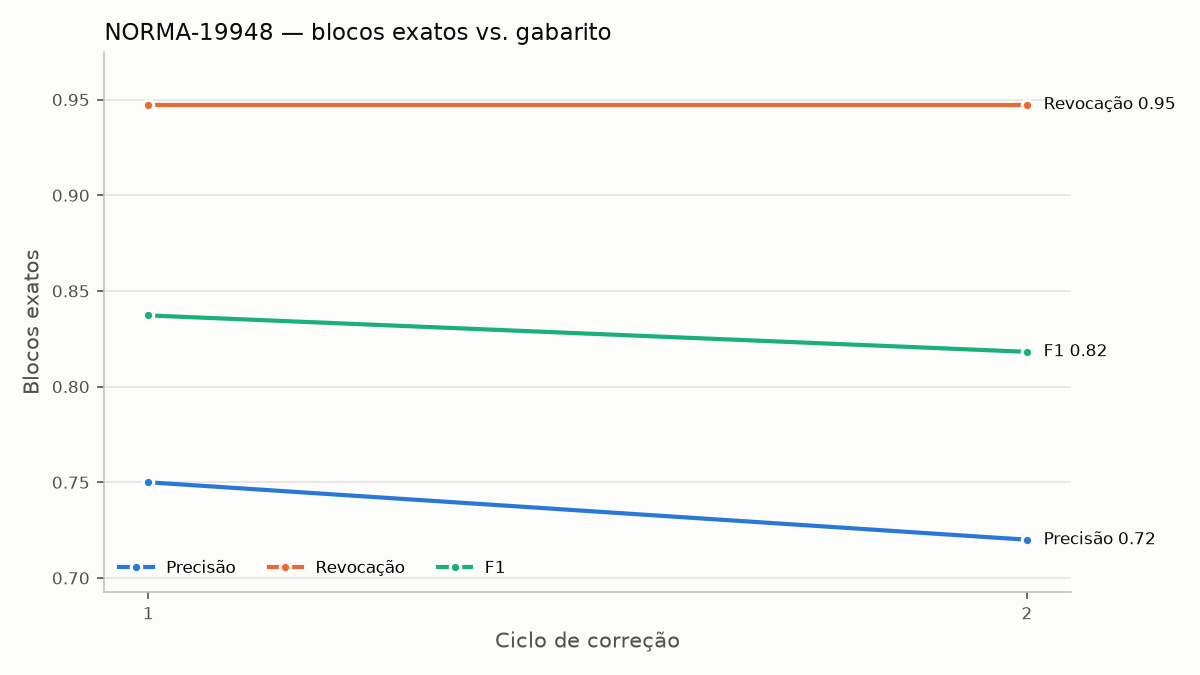 NORMA-19948 — blocos exatos vs. gabarito
Blocos exatos
0.95
0.90
0.85
0.80
0.75
0.70
Revocação 0.95
F1 0.82
Precisão 0.72
Precisão
Revocação
F1
1
2
Ciclo de correção